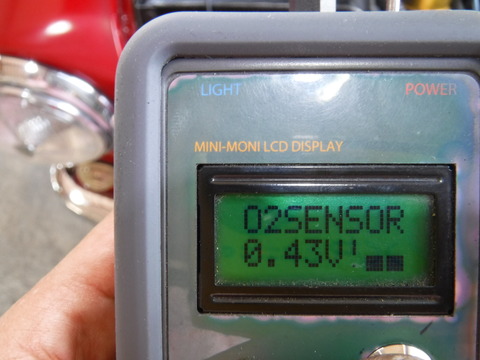 LIGHT
POWER
MINI-MONI LCD DISPLAY
O2SENSOR
0.43V